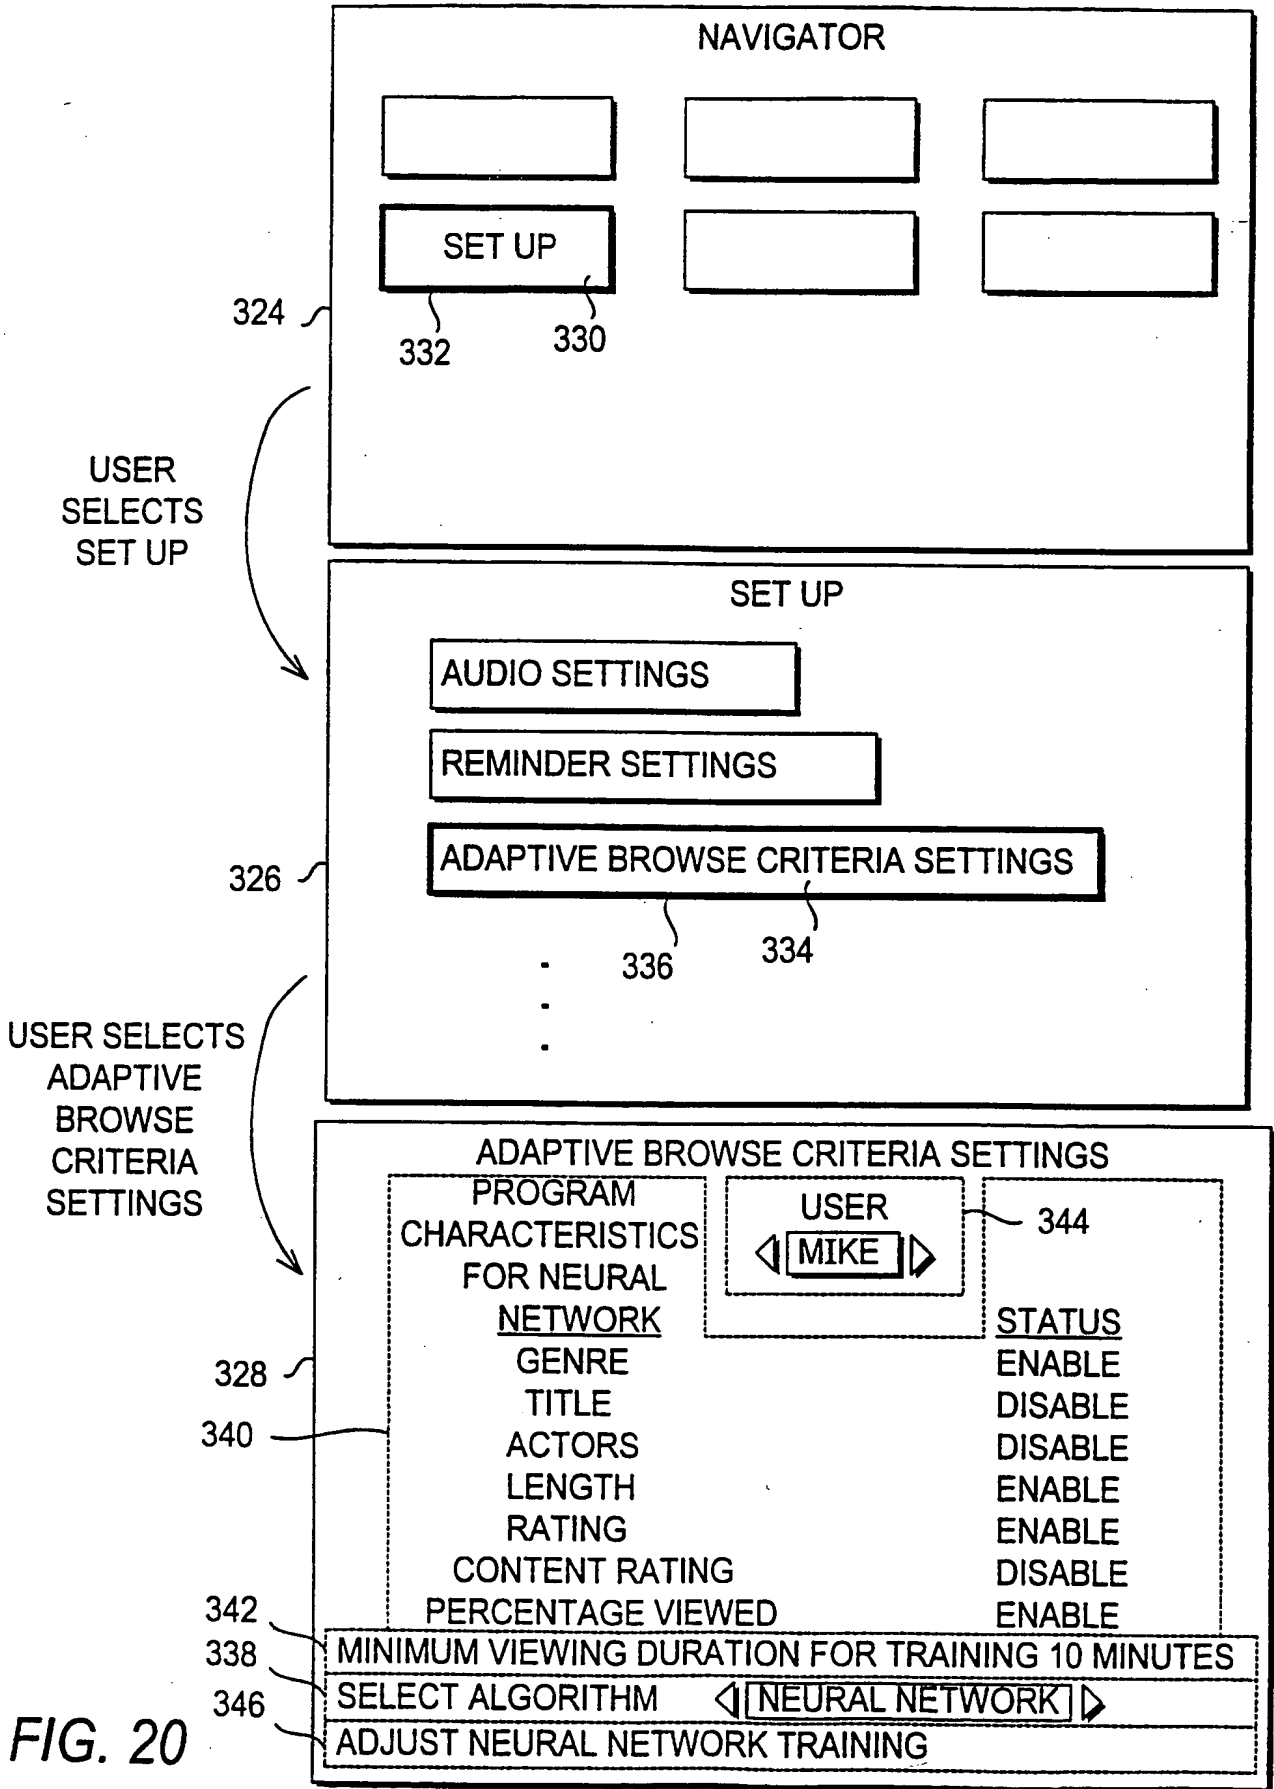 NAVIGATOR
SET UP
324
332
330
USER
SELECTS
SET UP
SET UP
AUDIO SETTINGS
REMINDER SETTINGS
ADAPTIVE BROWSE CRITERIA SETTINGS
326
336
334
USER SELECTS
ADAPTIVE
BROWSE
CRITERIA
SETTINGS
ADAPTIVE BROWSE CRITERIA SETTINGS
PROGRAM
CHARACTERISTICS
FOR NEURAL
NETWORK
USER
MIKE
344
STATUS
328
GENRE ENABLE
TITLE DISABLE
340
ACTORS DISABLE
LENGTH ENABLE
RATING ENABLE
CONTENT RATING DISABLE
PERCENTAGE VIEWED ENABLE
342
MINIMUM VIEWING DURATION FOR TRAINING 10 MINUTES
338
SELECT ALGORITHM NEURAL NETWORK
346
ADJUST NEURAL NETWORK TRAINING
FIG. 20